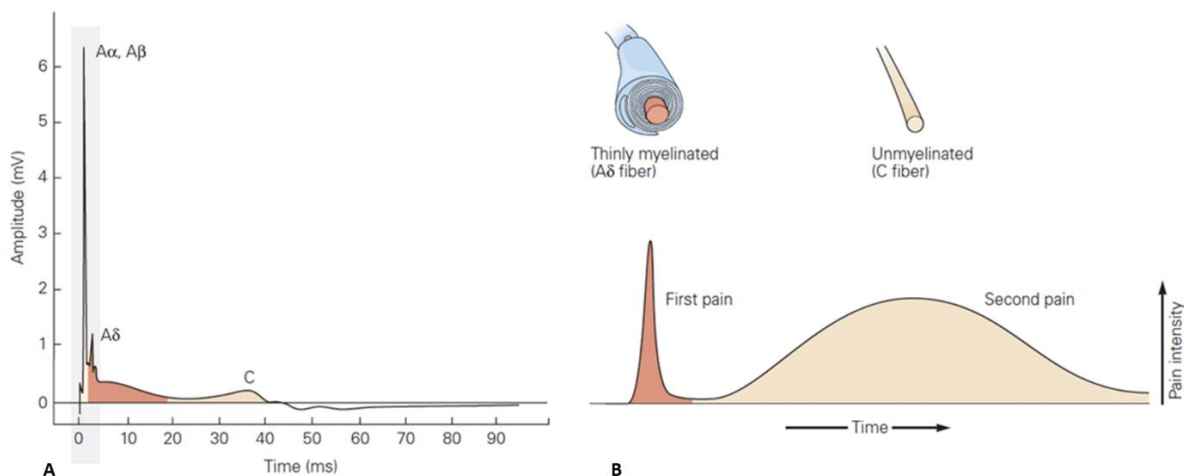 Aα, Aβ
6
5
4
3
2
1
0
Amplitude (mV)
Aδ
C
0 10 20 30 40 50 60 70 80 90
Time (ms)
A
Thinly myelinated
(Aδ fiber)
Unmyelinated
(C fiber)
First pain
Second pain
Pain intensity
Time
B